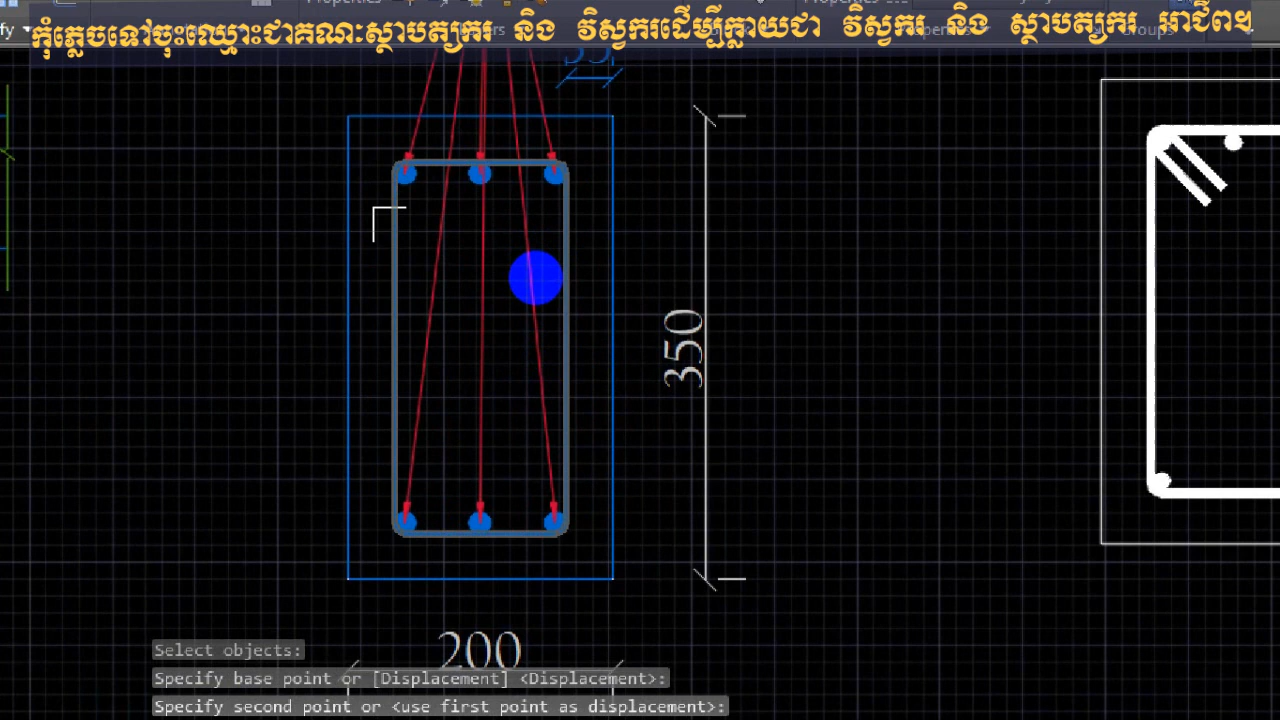 កុំភ្លេចទៅចុះឈ្មោះជាគណៈស្ថាបត្យករ និង វិស្វករដើម្បីក្លាយជា វិស្វករ និង ស្ថាបត្យករ អាជីពៗ
350
200
Select objects:
Specify base point or [Displacement] <Displacement>:
Specify second point or <use first point as displacement>: